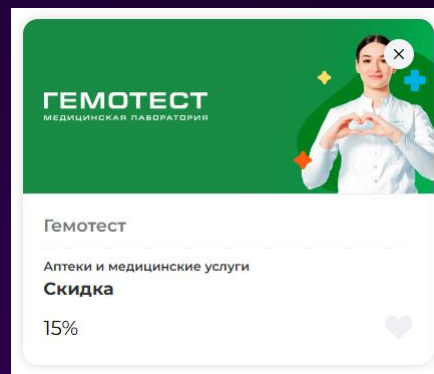 ГЕМОТЕСТ
МЕДИЦИНСКАЯ ЛАБОРАТОРИЯ
Гемотест
Аптеки и медицинские услуги
Скидка
15%